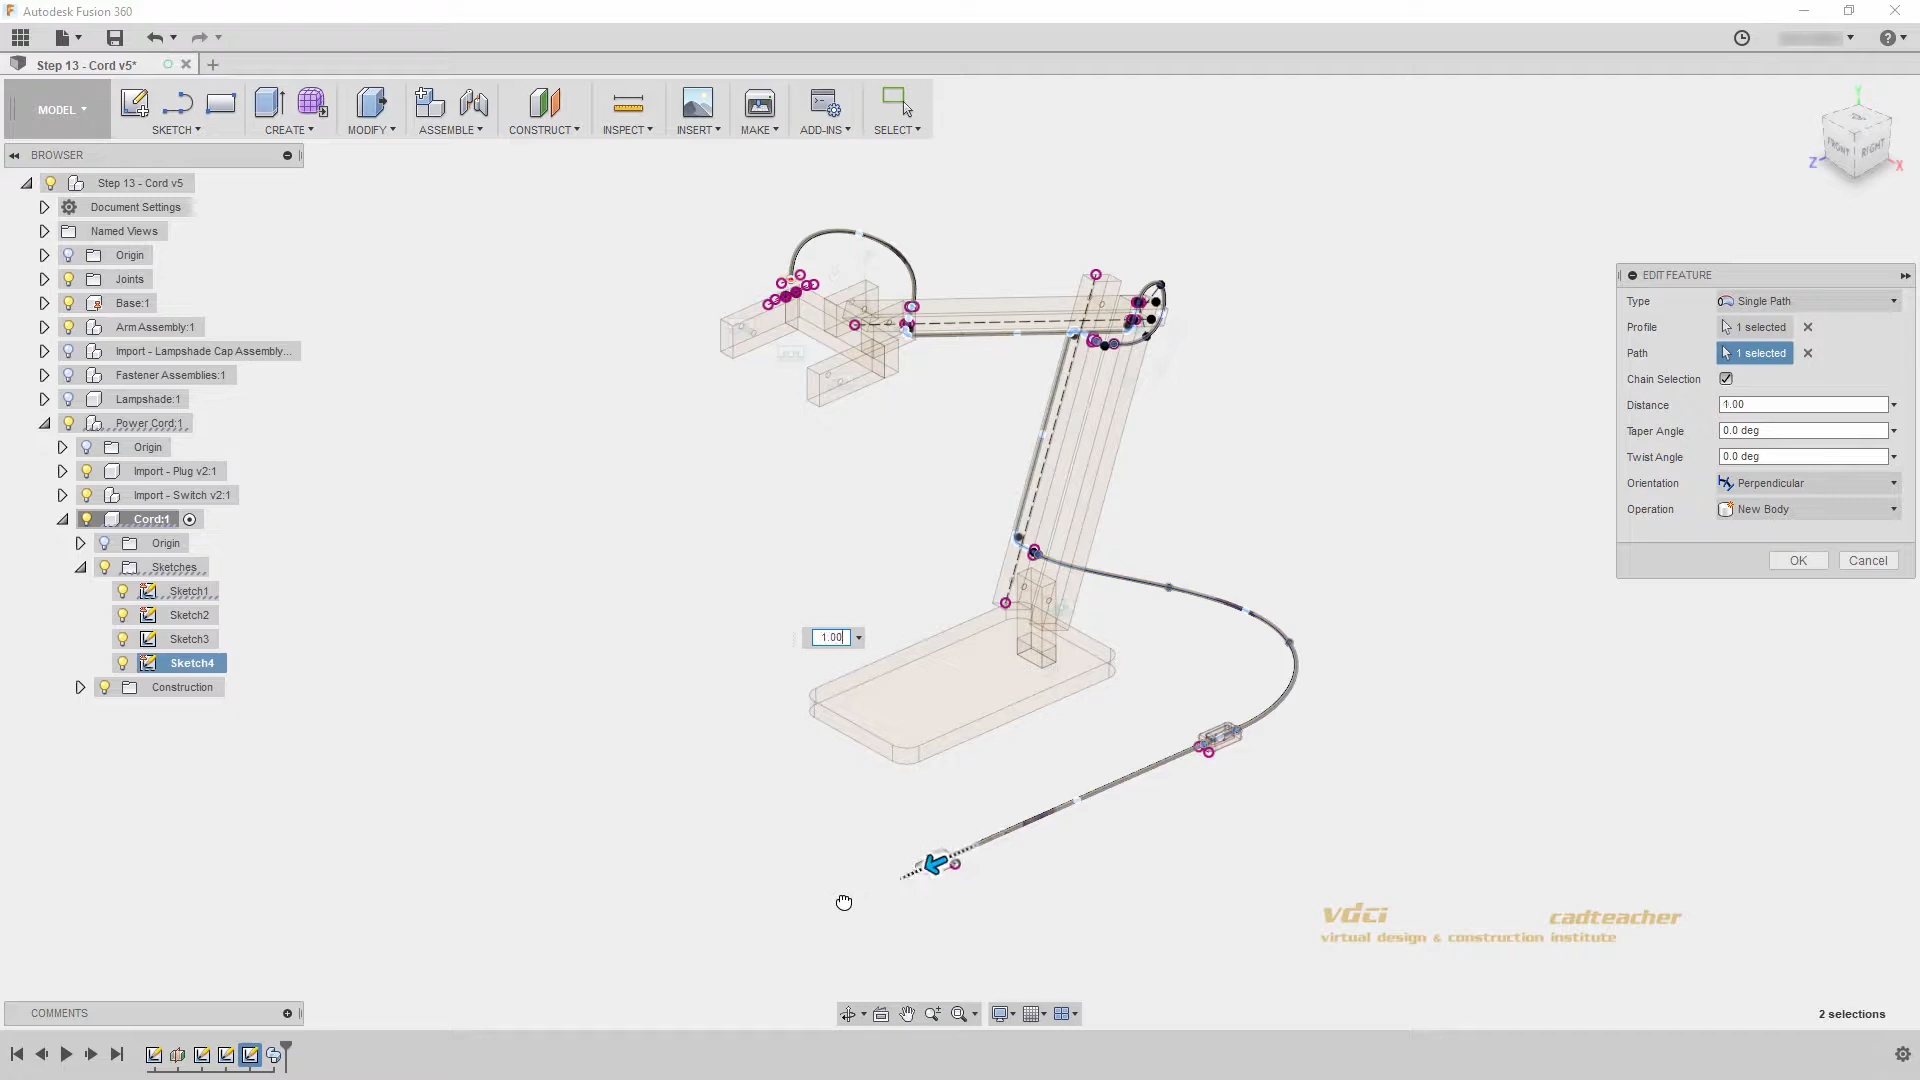 Autodesk Fusion 360
Step 13 - Cord v5*
MODEL
SKETCH
CREATE
MODIFY
ASSEMBLE
CONSTRUCT
INSPECT
INSERT
MAKE
ADD-INS
SELECT
FRONT
RIGHT
Y
Z
X
BROWSER
Step 13 - Cord v5
Document Settings
Named Views
Origin
Joints
Base:1
Arm Assembly:1
Import - Lampshade Cap Assembly...
Fastener Assemblies:1
Lampshade:1
Power Cord:1
Origin
Import - Plug v2:1
Import - Switch v2:1
Cord:1
Origin
Sketches
Sketch1
Sketch2
Sketch3
Sketch4
Construction
EDIT FEATURE
Type Single Path
Profile 1 selected
Path 1 selected
Chain Selection
Distance 1.00
Taper Angle 0.0 deg
Twist Angle 0.0 deg
Orientation Perpendicular
Operation New Body
OK Cancel
1.00
vdci cadteacher
virtual design & construction institute
COMMENTS
2 selections